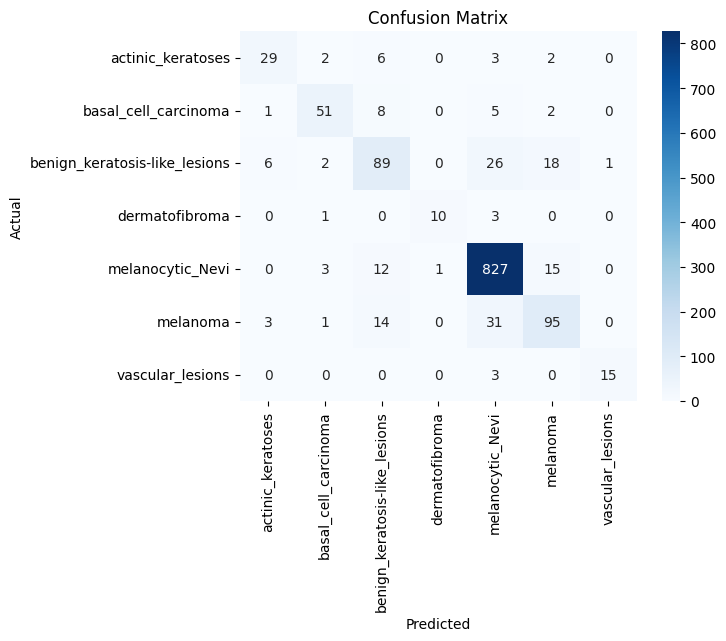 Confusion Matrix
Actual
actinic_keratoses 29 2 6 0 3 2 0
basal_cell_carcinoma 1 51 8 0 5 2 0
benign_keratosis-like_lesions 6 2 89 0 26 18 1
dermatofibroma 0 1 0 10 3 0 0
melanocytic_Nevi 0 3 12 1 827 15 0
melanoma 3 1 14 0 31 95 0
vascular_lesions 0 0 0 0 3 0 15
actinic_keratoses
basal_cell_carcinoma
benign_keratosis-like_lesions
dermatofibroma
melanocytic_Nevi
melanoma
vascular_lesions
Predicted
800
700
600
500
400
300
200
100
0